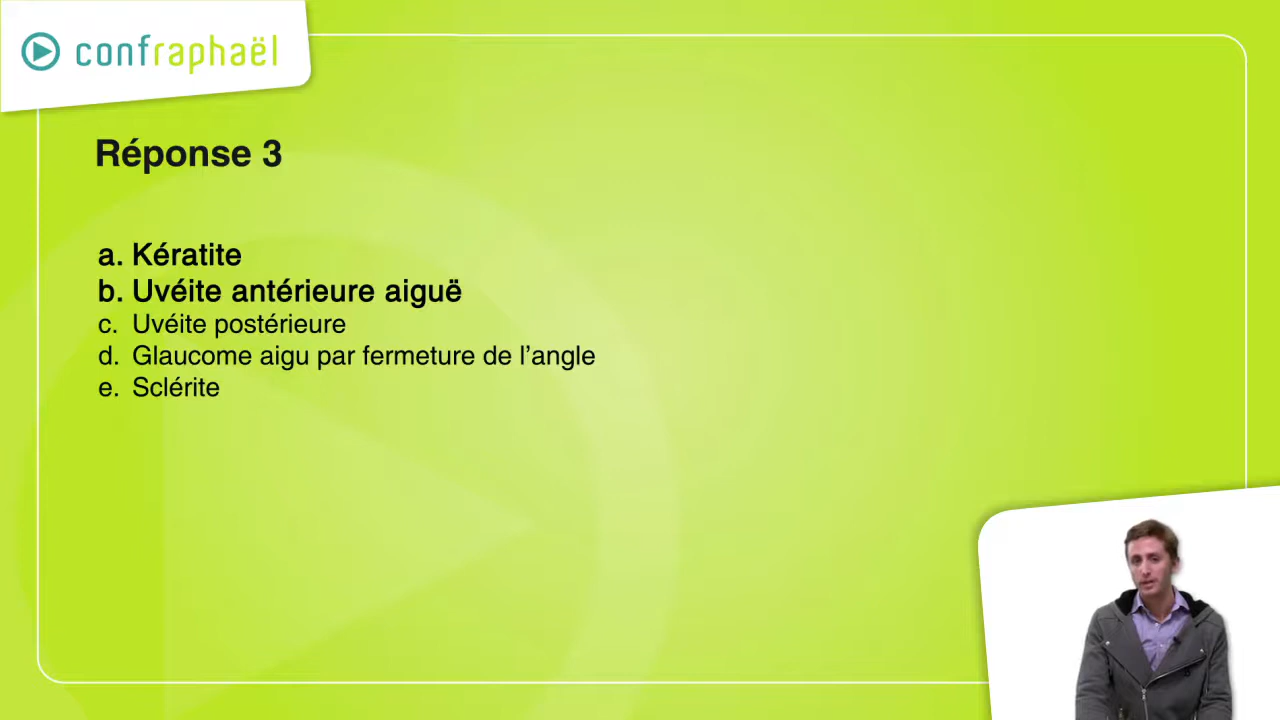 confraphaël
Réponse 3
a. Kératite
b. Uvéite antérieure aiguë
c. Uvéite postérieure
d. Glaucome aigu par fermeture de l’angle
e. Sclérite